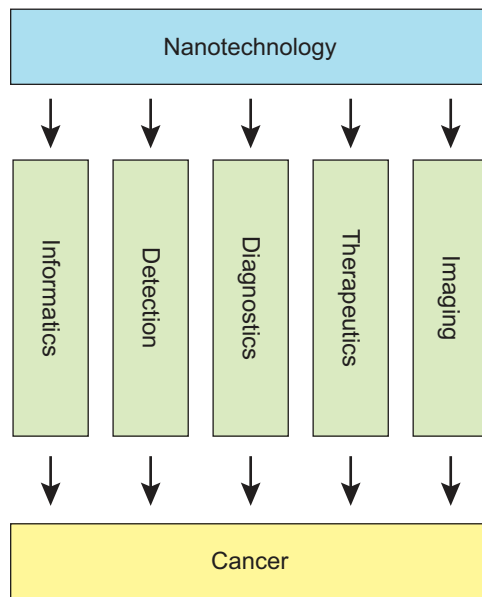 Nanotechnology
Informatics
Detection
Diagnostics
Therapeutics
Imaging
Cancer